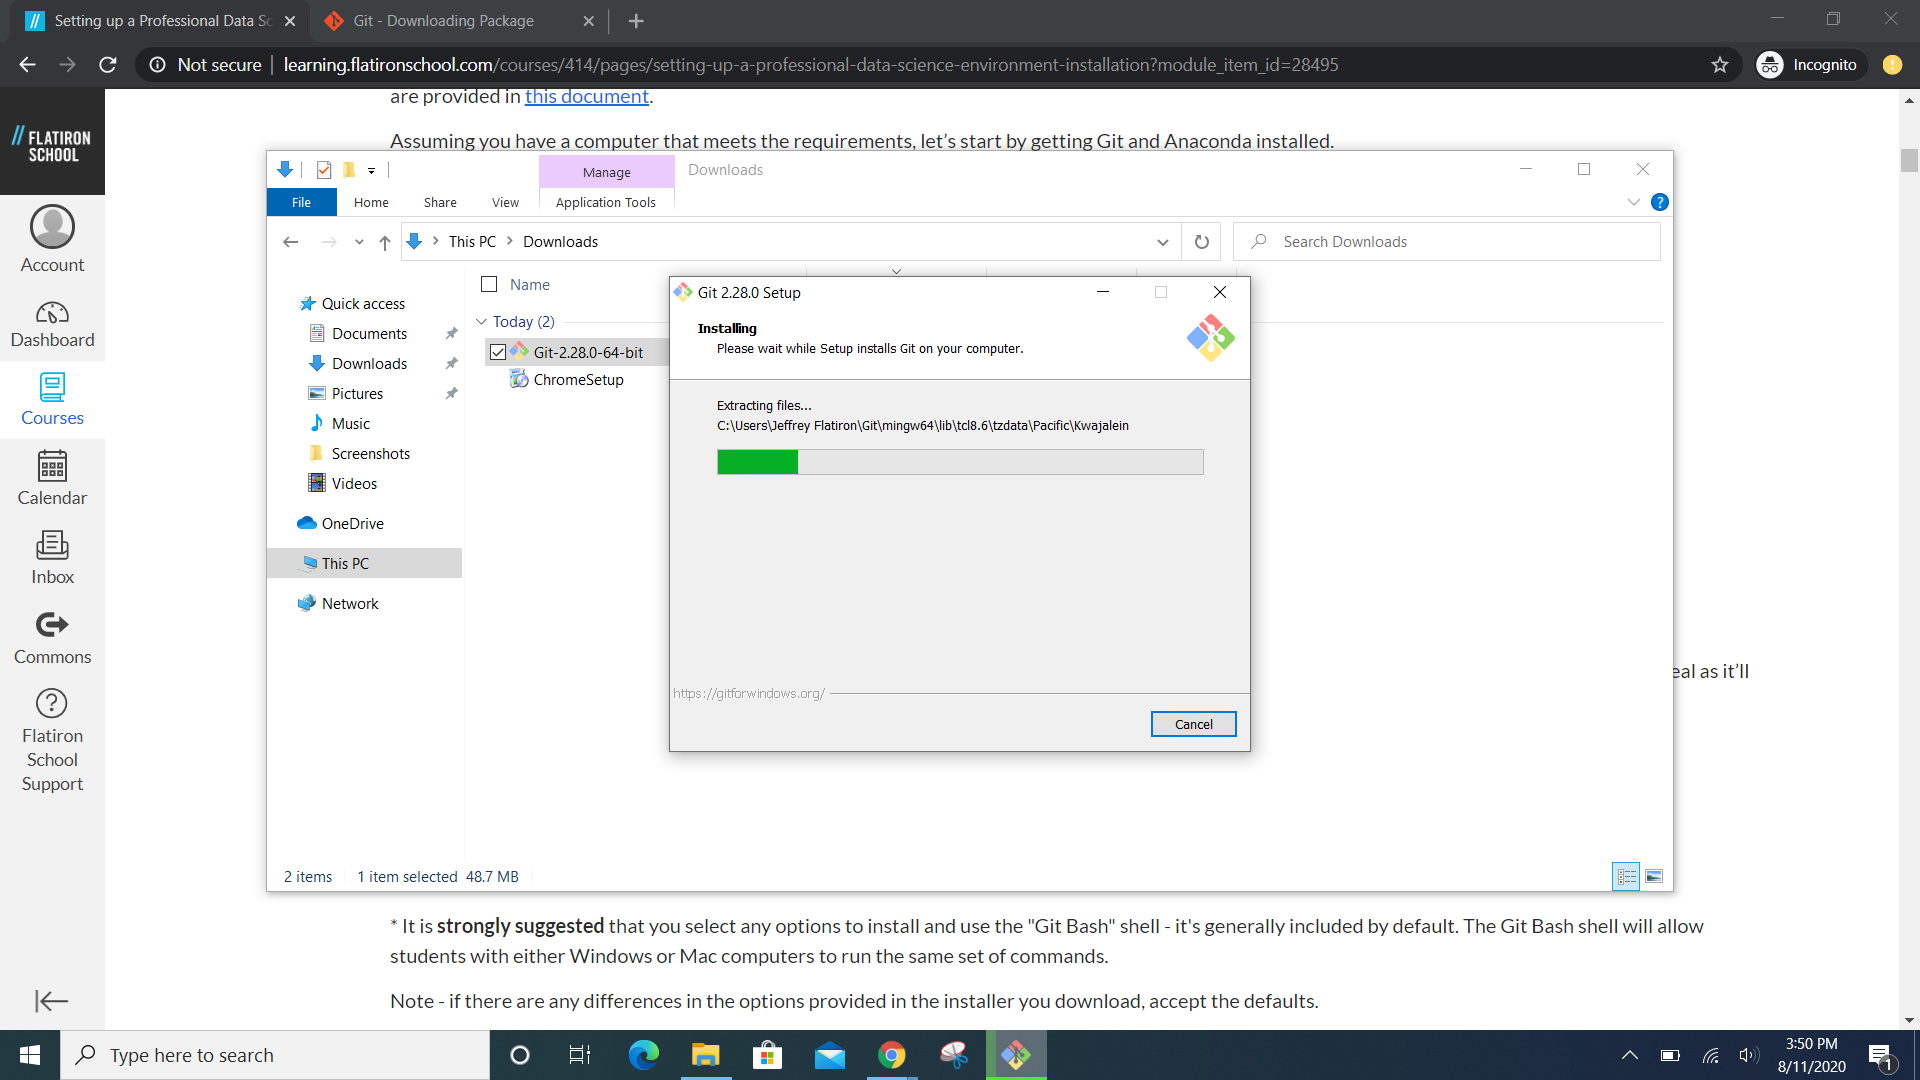 Setting up a Professional Data Sc
Git - Downloading Package
Not secure
learning.flatironschool.com/courses/414/pages/setting-up-a-professional-data-science-environment-installation?module_item_id=28495
Incognito
FLATIRON
SCHOOL
Account
Dashboard
Courses
Calendar
Inbox
Commons
Flatiron
School
Support
are provided in this document.
Assuming you have a computer that meets the requirements, let’s start by getting Git and Anaconda installed.
Manage
Downloads
File
Home
Share
View
Application Tools
This PC
Downloads
Search Downloads
Quick access
Documents
Downloads
Pictures
Music
Screenshots
Videos
OneDrive
This PC
Network
Name
Today (2)
Git-2.28.0-64-bit
ChromeSetup
Git 2.28.0 Setup
Installing
Please wait while Setup installs Git on your computer.
Extracting files...
C:\Users\Jeffrey Flatiron\Git\mingw64\lib\tcl8.6\tzdata\Pacific\Kwajalein
https://gitforwindows.org/
Cancel
eal as it’ll
2 items
1 item selected 48.7 MB
* It is strongly suggested that you select any options to install and use the "Git Bash" shell - it's generally included by default. The Git Bash shell will allow
students with either Windows or Mac computers to run the same set of commands.
Note - if there are any differences in the options provided in the installer you download, accept the defaults.
Type here to search
3:50 PM
8/11/2020
1